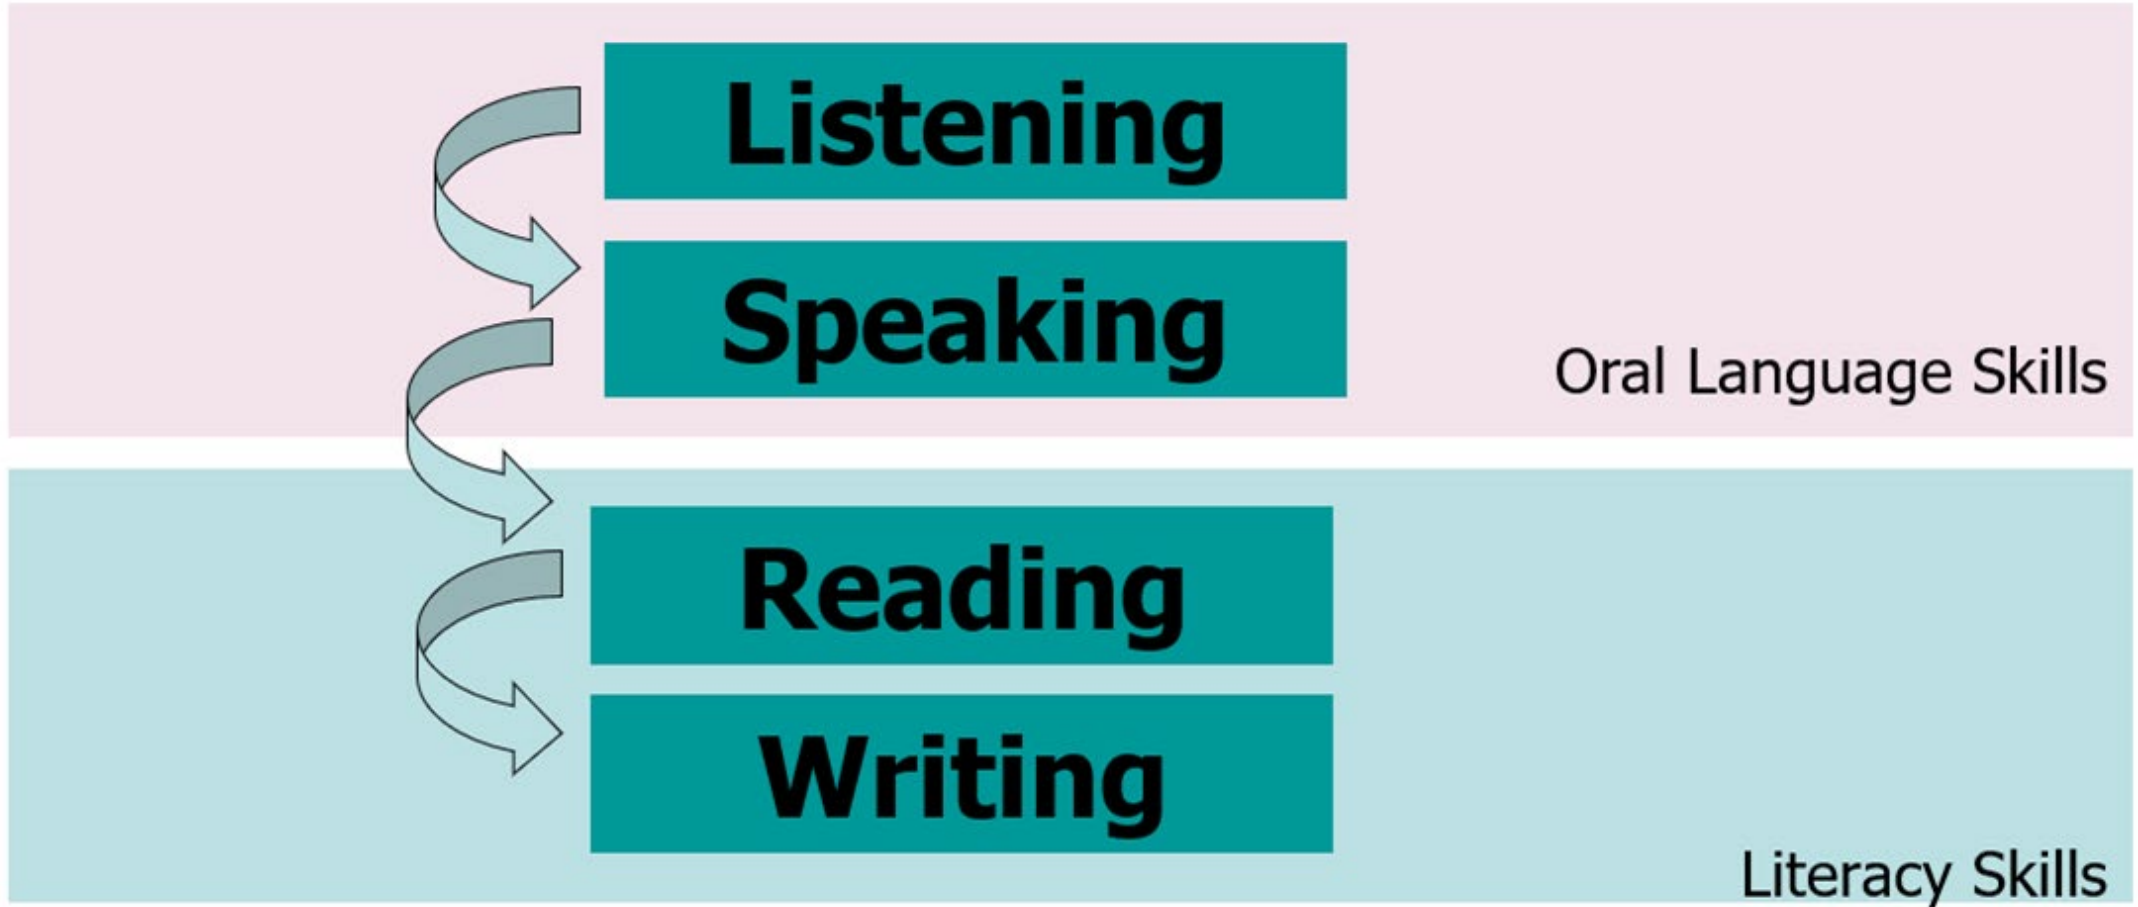 Listening
Speaking
Oral Language Skills
Reading
Writing
Literacy Skills